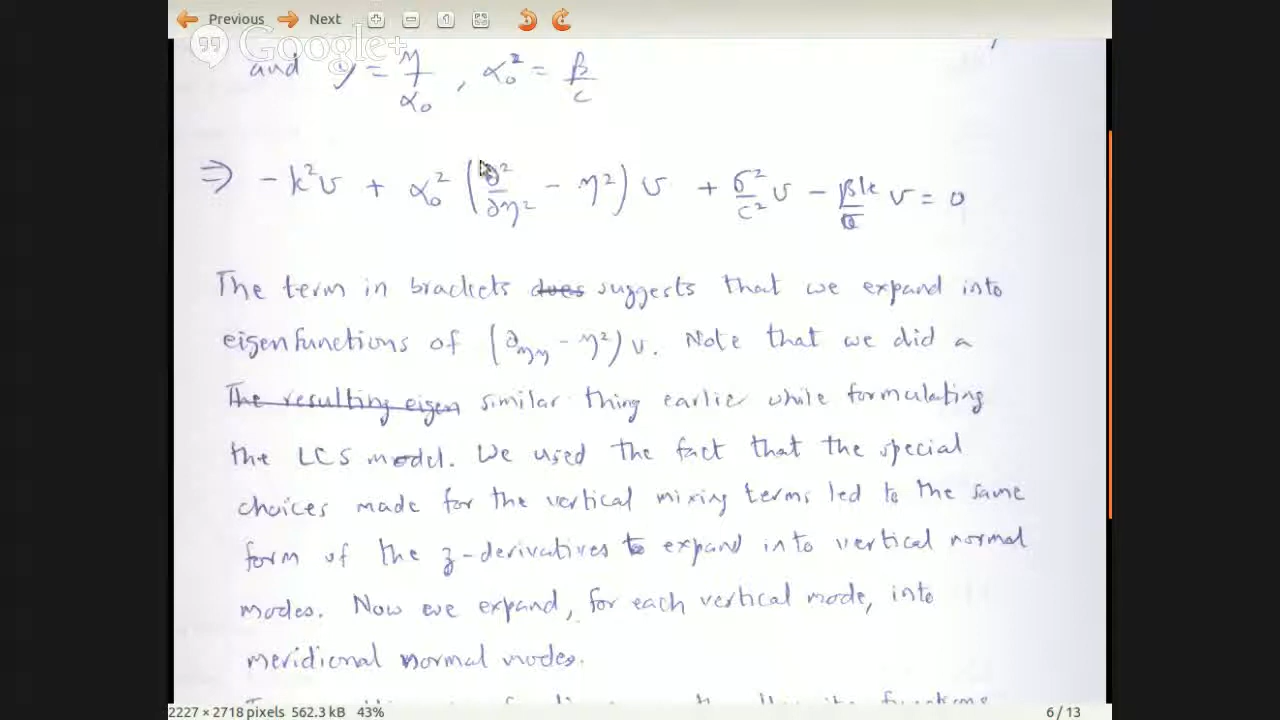 Previous Next
Google+
and y = η/α₀ , α₀² = β/c
⇒ -k²v + α₀² (∂²/∂η² - η²) v + σ²/c² v - βk/σ v = 0
The term in brackets does suggests that we expand into
eigenfunctions of (∂ηη - η²) v. Note that we did a
The resulting eigen similar thing earlier while formulating
the LCS model. We used the fact that the special
choices made for the vertical mixing terms led to the same
form of the z-derivatives to expand into vertical normal
modes. Now we expand, for each vertical mode, into
meridional normal modes.
2227 × 2718 pixels 562.3 kB 43% 6 / 13